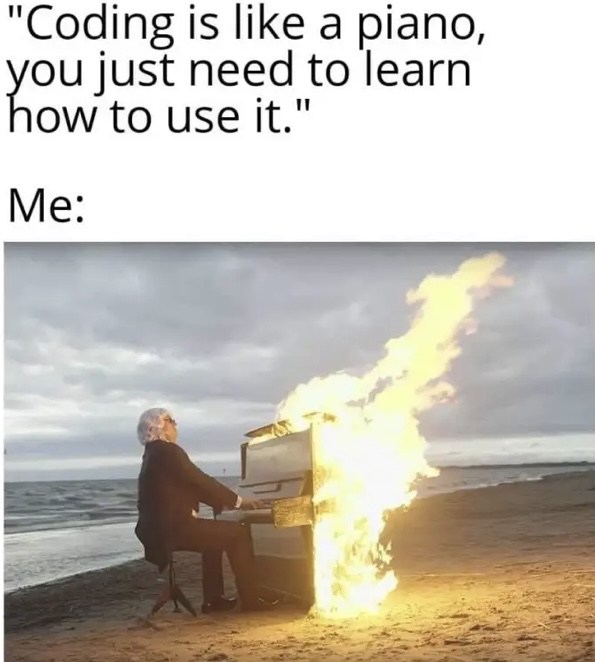 "Coding is like a piano,
you just need to learn
how to use it."
Me: